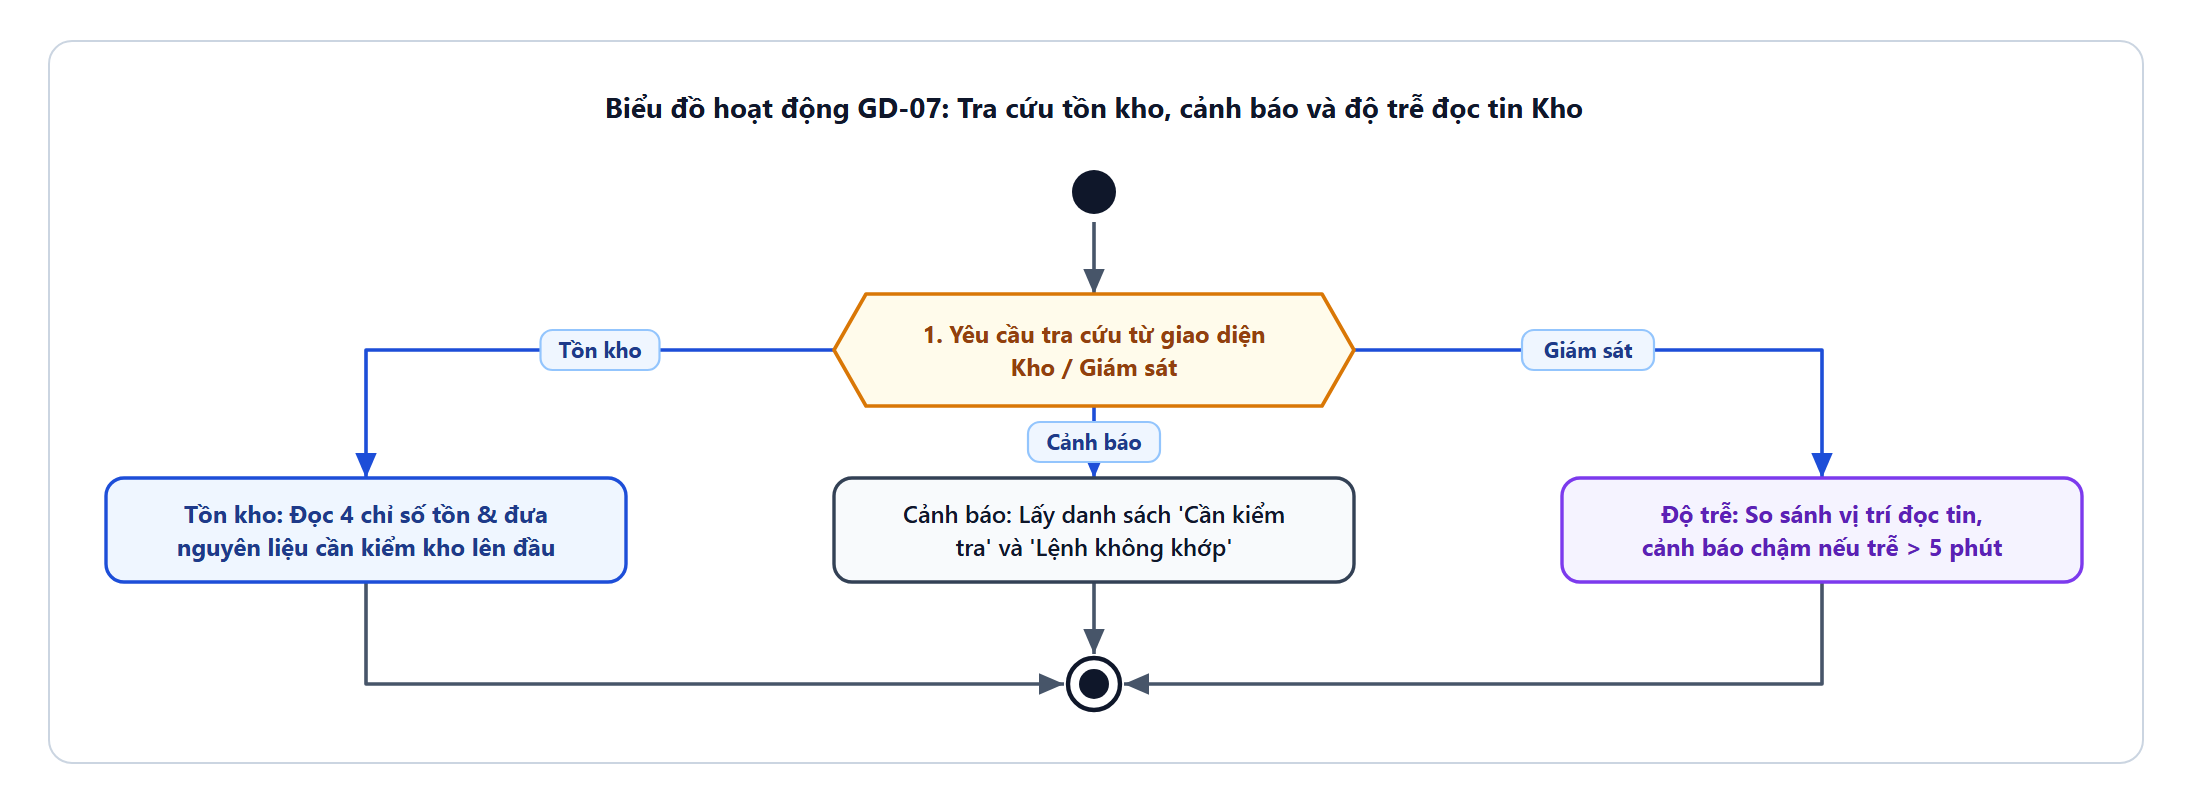 Biểu đồ hoạt động GD-07: Tra cứu tồn kho, cảnh báo và độ trễ đọc tin Kho
1. Yêu cầu tra cứu từ giao diện
Kho / Giám sát
Tồn kho
Giám sát
Cảnh báo
Tồn kho: Đọc 4 chỉ số tồn & đưa
nguyên liệu cần kiểm kho lên đầu
Cảnh báo: Lấy danh sách 'Cần kiểm
tra' và 'Lệnh không khớp'
Độ trễ: So sánh vị trí đọc tin,
cảnh báo chậm nếu trễ > 5 phút